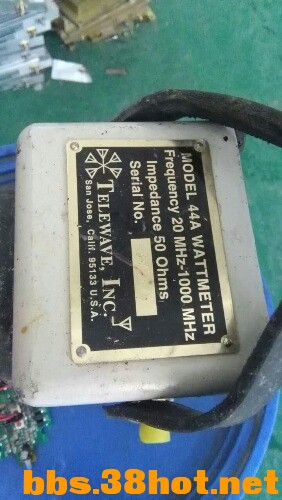 MODEL 44A WATTMETER
Frequency 20 MHz-1000 MHz
Impedance 50 Ohms
Serial No.
TELEWAVE, INC.
San Jose, Calif. 95133 U.S.A.
bbs.38hot.net